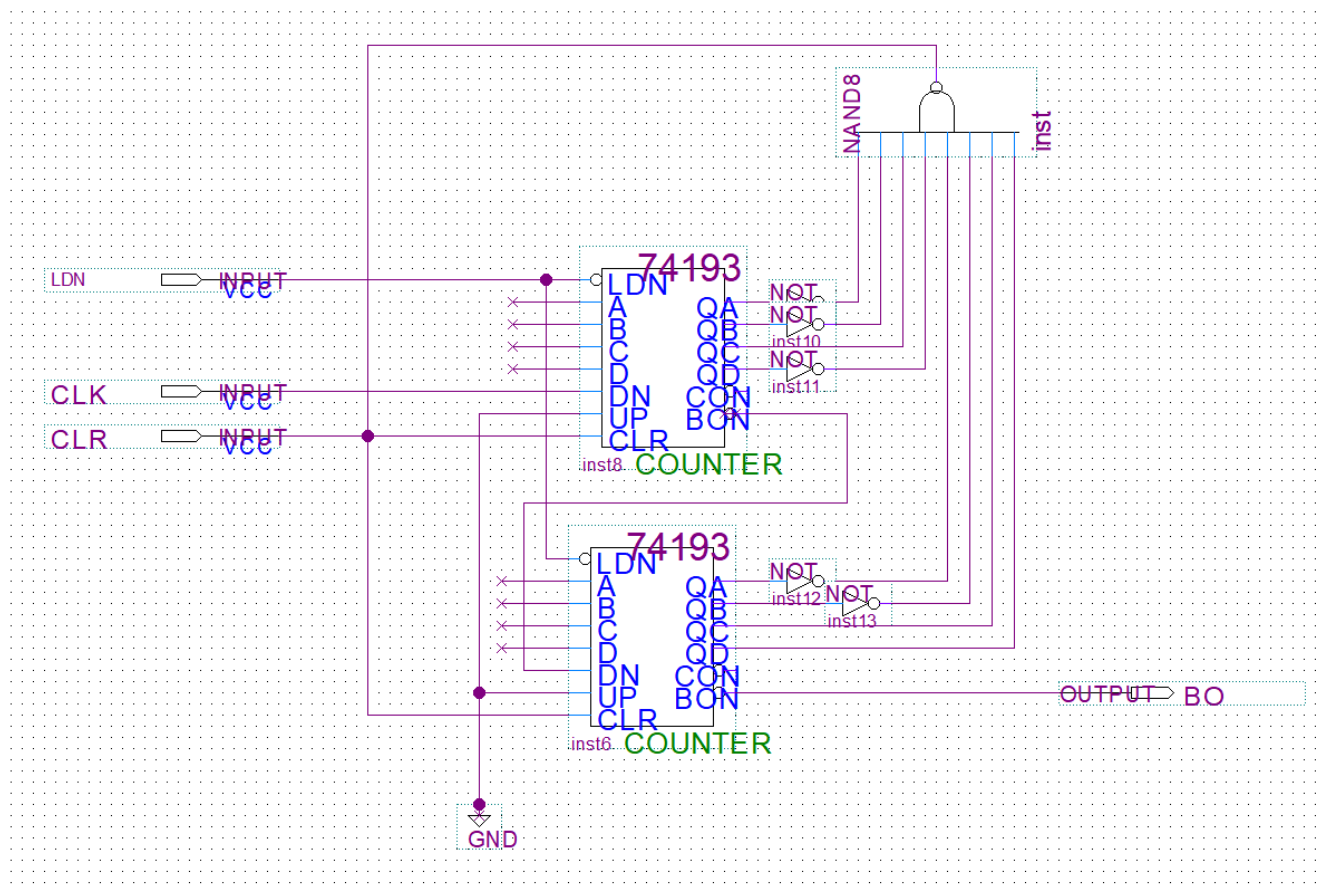 NAND8
inst
LDN
INPUT
VCC
CLK
INPUT
VCC
CLR
INPUT
VCC
74193
LDN
A
B
C
D
DN
UP
CLR
QA
QB
QC
QD
CON
BON
inst8
COUNTER
NOT
NOT
inst10
NOT
inst11
74193
LDN
A
B
C
D
DN
UP
CLR
QA
QB
QC
QD
CON
BON
inst6
COUNTER
NOT
inst12
NOT
inst13
OUTPUT
BO
GND